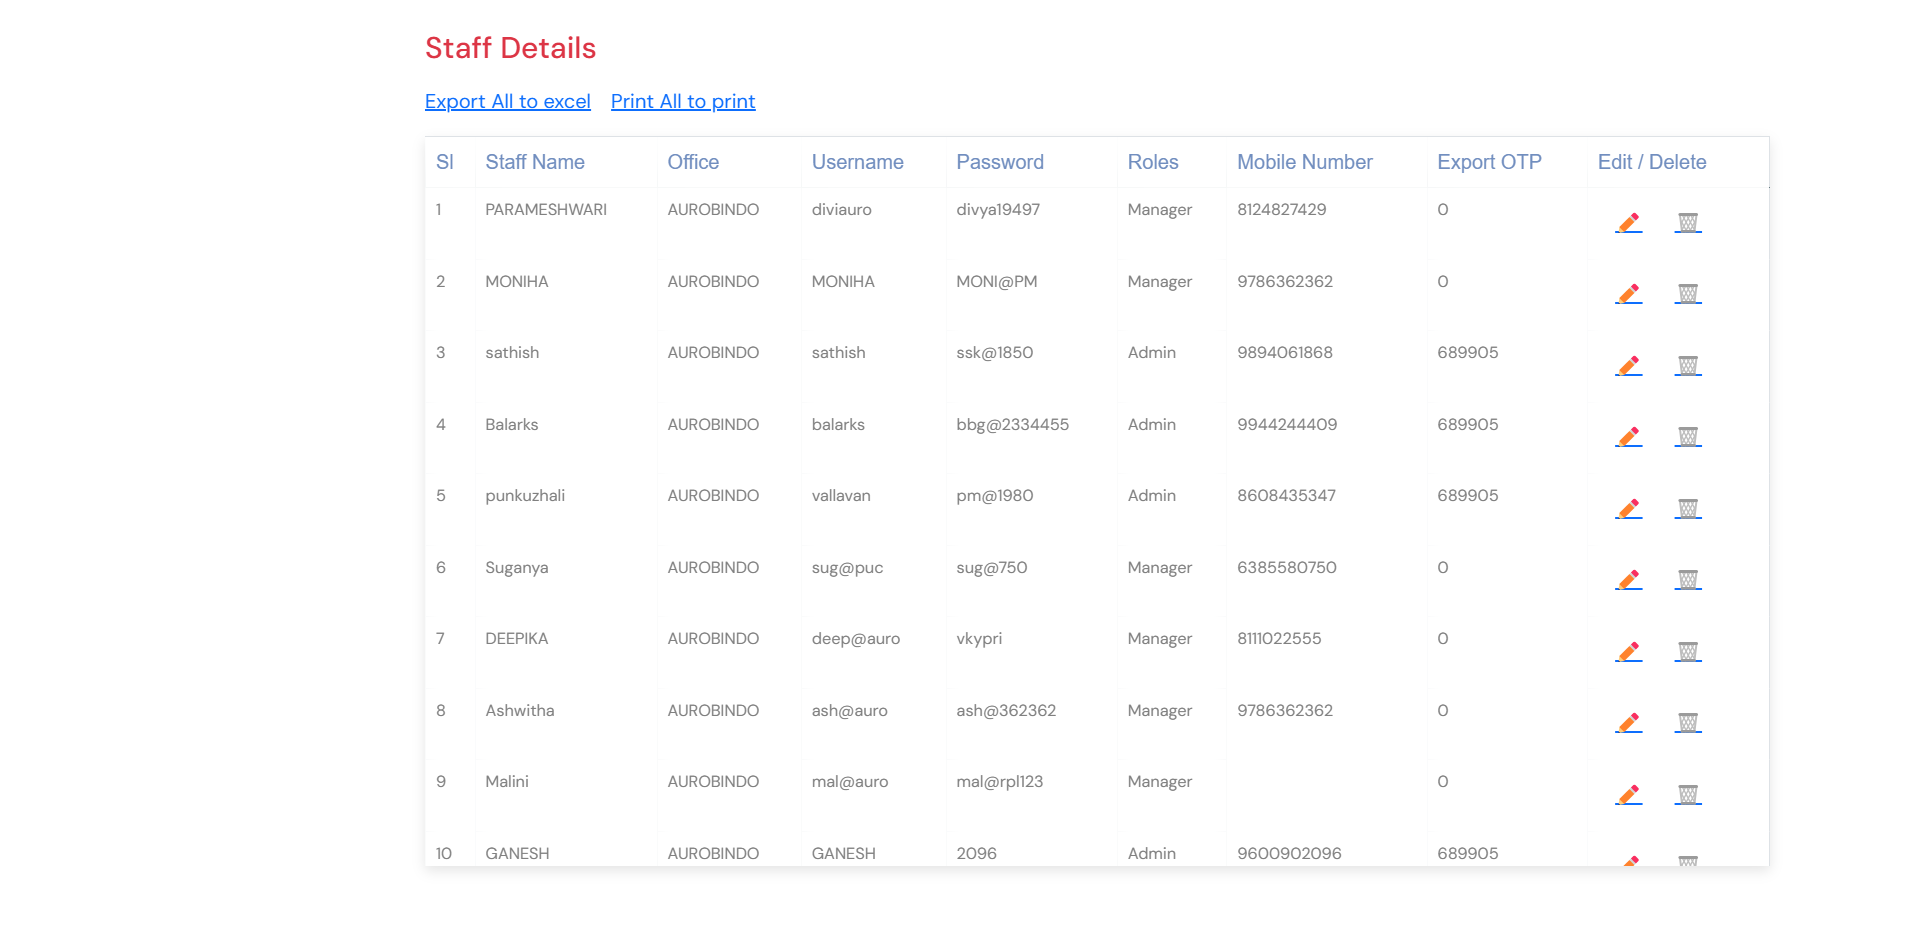 Staff Details
Export All to excel Print All to print
Sl Staff Name Office Username Password Roles Mobile Number Export OTP Edit / Delete
1 PARAMESHWARI AUROBINDO diviauro divya19497 Manager 8124827429 0
2 MONIHA AUROBINDO MONIHA MONI@PM Manager 9786362362 0
3 sathish AUROBINDO sathish ssk@1850 Admin 9894061868 689905
4 Balarks AUROBINDO balarks bbg@2334455 Admin 9944244409 689905
5 punkuzhali AUROBINDO vallavan pm@1980 Admin 8608435347 689905
6 Suganya AUROBINDO sug@puc sug@750 Manager 6385580750 0
7 DEEPIKA AUROBINDO deep@auro vkypri Manager 8111022555 0
8 Ashwitha AUROBINDO ash@auro ash@362362 Manager 9786362362 0
9 Malini AUROBINDO mal@auro mal@rpl123 Manager 0
10 GANESH AUROBINDO GANESH 2096 Admin 9600902096 689905